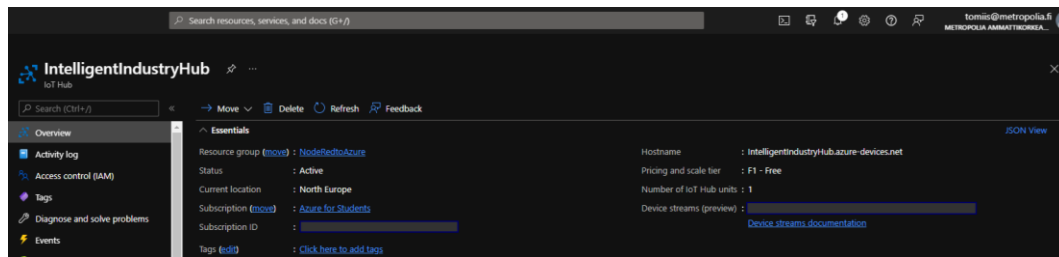 Search resources, services, and docs (G+/)
1
tomiis@metropolia.fi
METROPOLIA AMMATTIKORKEA...
IntelligentIndustryHub
IoT Hub
Search (Ctrl+/)
Move
Delete
Refresh
Feedback
Overview
Activity log
Access control (IAM)
Tags
Diagnose and solve problems
Events
Essentials
JSON View
Resource group (move) : NodeRedtoAzure
Status : Active
Current location : North Europe
Subscription (move) : Azure for Students
Subscription ID :
Tags (edit) : Click here to add tags
Hostname : IntelligentIndustryHub.azure-devices.net
Pricing and scale tier : F1 - Free
Number of IoT Hub units : 1
Device streams (preview) :
Device streams documentation